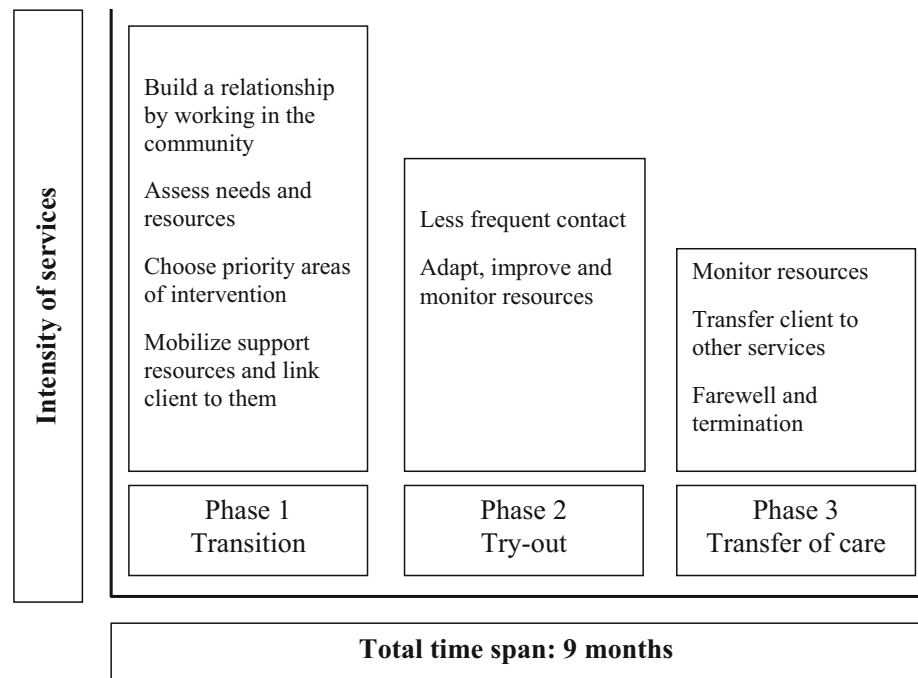 Intensity of services
Build a relationship
by working in the
community
Assess needs and
resources
Choose priority areas
of intervention
Mobilize support
resources and link
client to them
Phase 1
Transition
Less frequent contact
Adapt, improve and
monitor resources
Phase 2
Try-out
Monitor resources
Transfer client to
other services
Farewell and
termination
Phase 3
Transfer of care
Total time span: 9 months